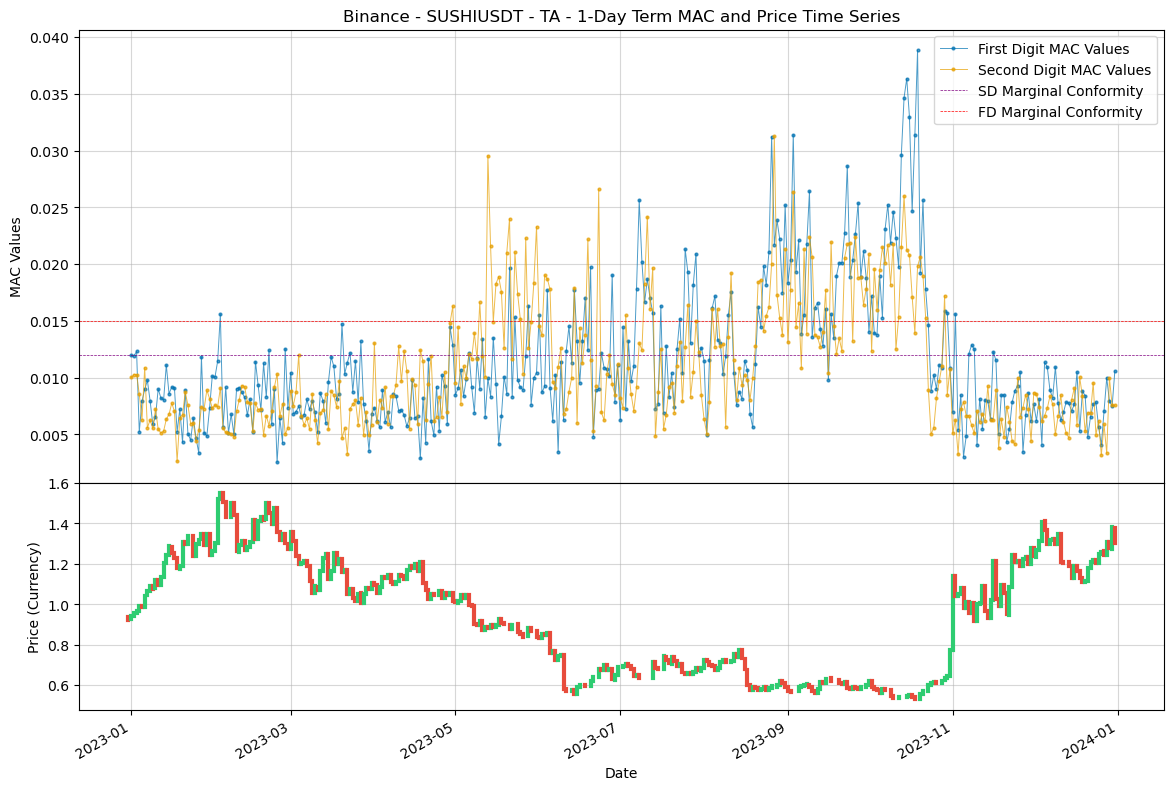 Binance - SUSHIUSDT - TA - 1-Day Term MAC and Price Time Series
0.040
0.035
0.030
0.025
0.020
0.015
0.010
0.005
MAC Values
First Digit MAC Values
Second Digit MAC Values
SD Marginal Conformity
FD Marginal Conformity
1.6
1.4
1.2
1.0
0.8
0.6
Price (Currency)
2023-01
2023-03
2023-05
2023-07
2023-09
2023-11
2024-01
Date